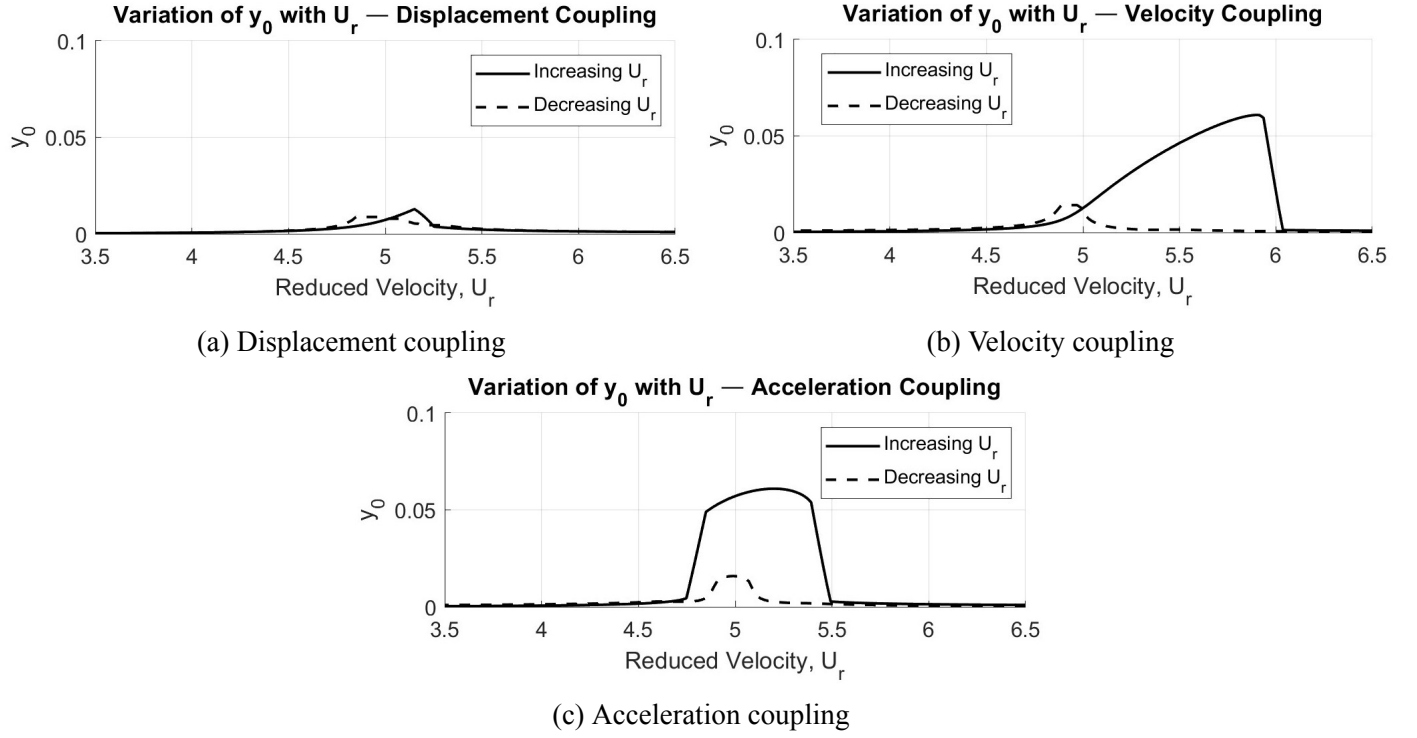 Variation of y0 with Ur — Displacement Coupling
0.1
0.05
0
y0
Increasing Ur
Decreasing Ur
3.5 4 4.5 5 5.5 6 6.5
Reduced Velocity, Ur
(a) Displacement coupling
Variation of y0 with Ur — Velocity Coupling
0.1
0.05
0
y0
Increasing Ur
Decreasing Ur
3.5 4 4.5 5 5.5 6 6.5
Reduced Velocity, Ur
(b) Velocity coupling
Variation of y0 with Ur — Acceleration Coupling
0.1
0.05
0
y0
Increasing Ur
Decreasing Ur
3.5 4 4.5 5 5.5 6 6.5
Reduced Velocity, Ur
(c) Acceleration coupling